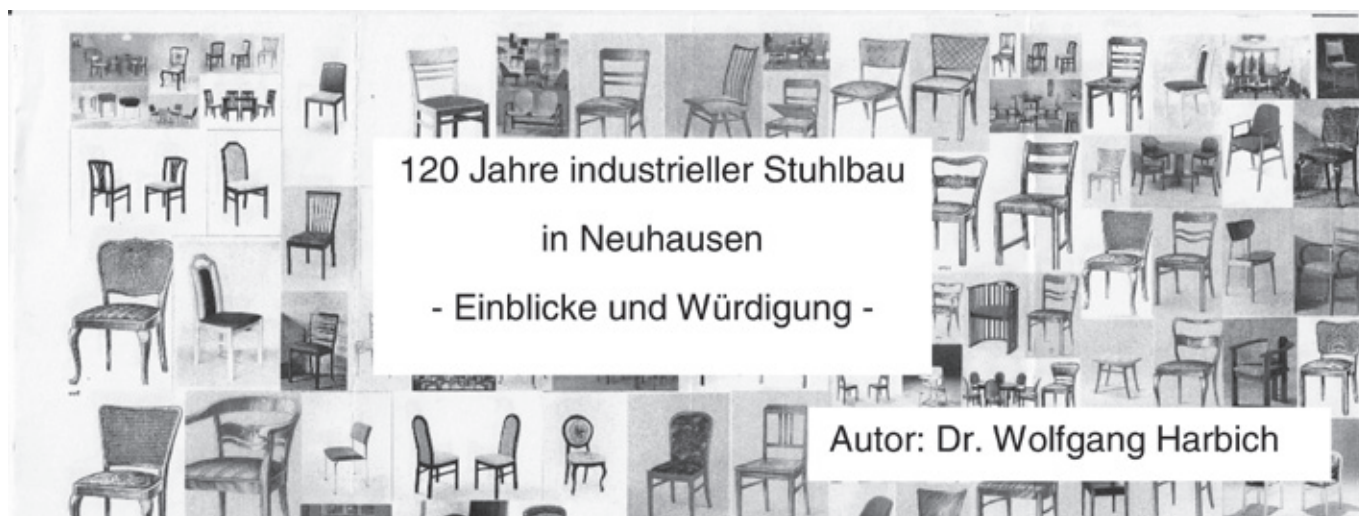 120 Jahre industrieller Stuhlbau
in Neuhausen
- Einblicke und Würdigung -
Autor: Dr. Wolfgang Harbich